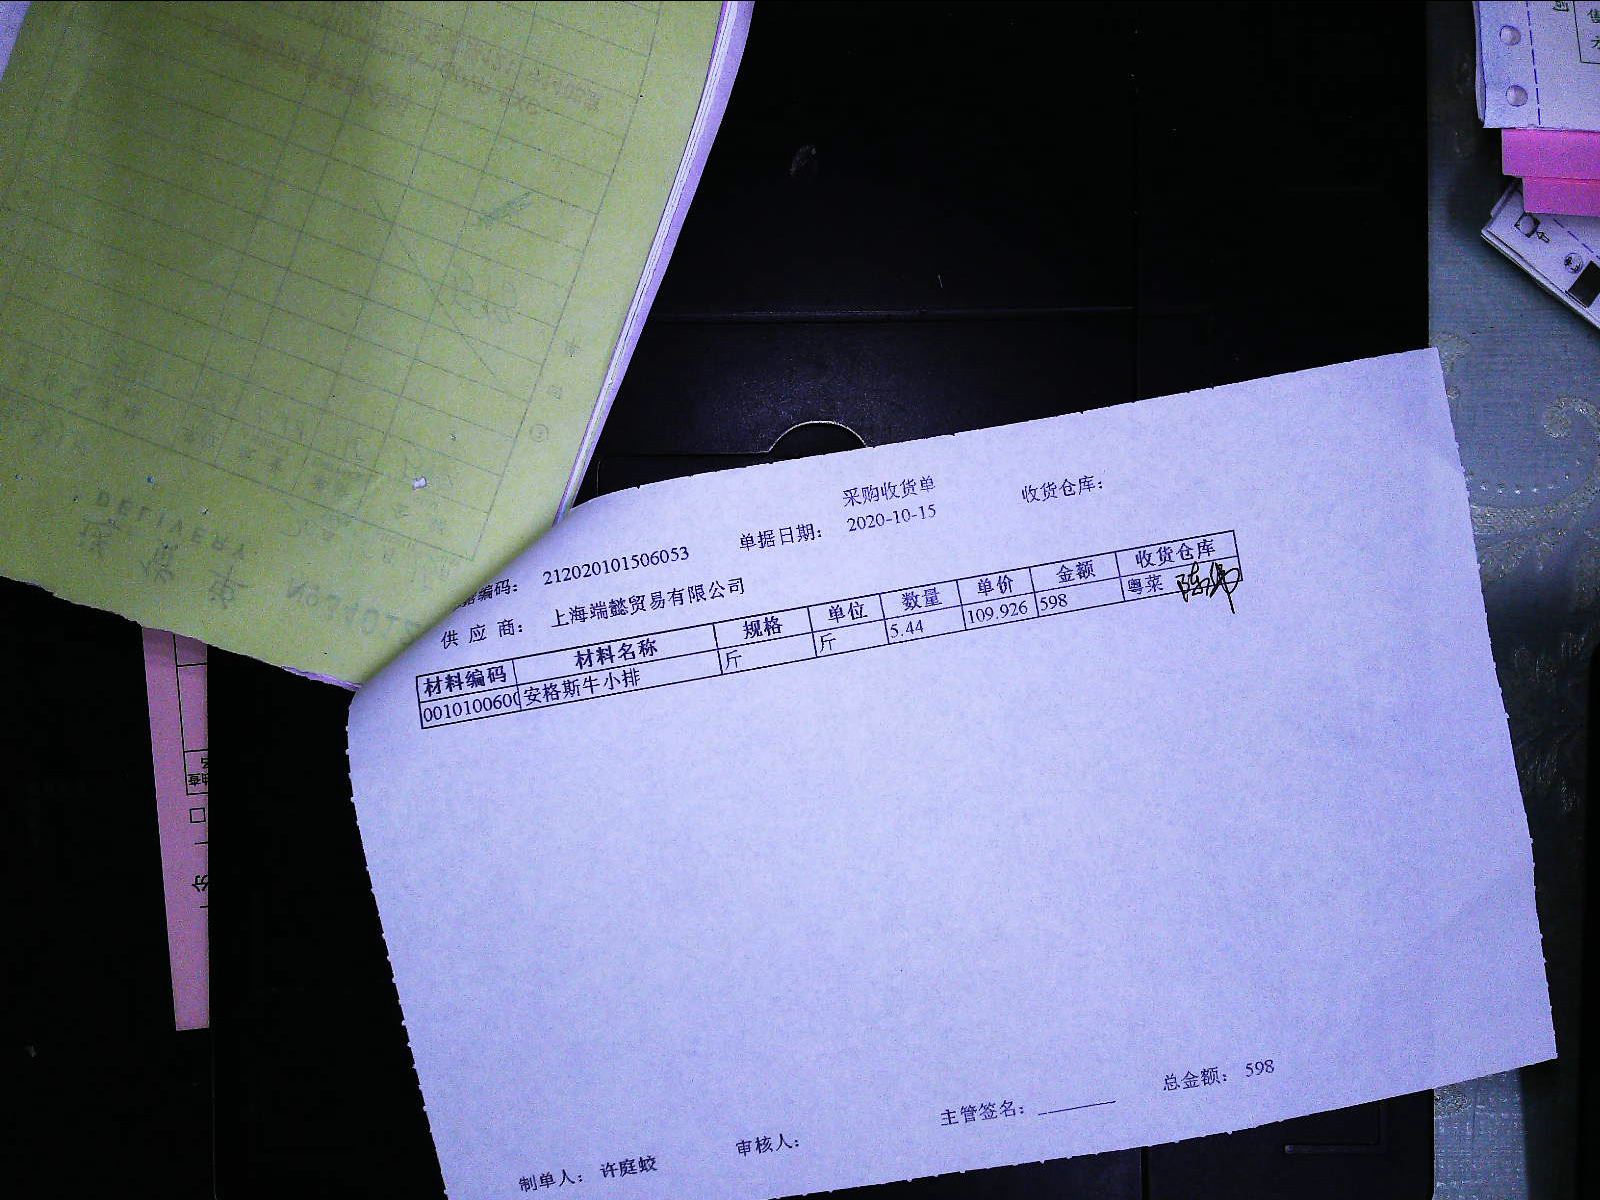 采购收货单
编码： 212020101506053 单据日期： 2020-10-15 收货仓库：
供 应 商： 上海端懿贸易有限公司
材料编码 材料名称 规格 单位 数量 单价 金额 收货仓库
0010100600 安格斯牛小排 斤 斤 5.44 109.926 598 粤菜
总金额： 598
主管签名：
审核人：
制单人： 许庭蛟
DELIVERY